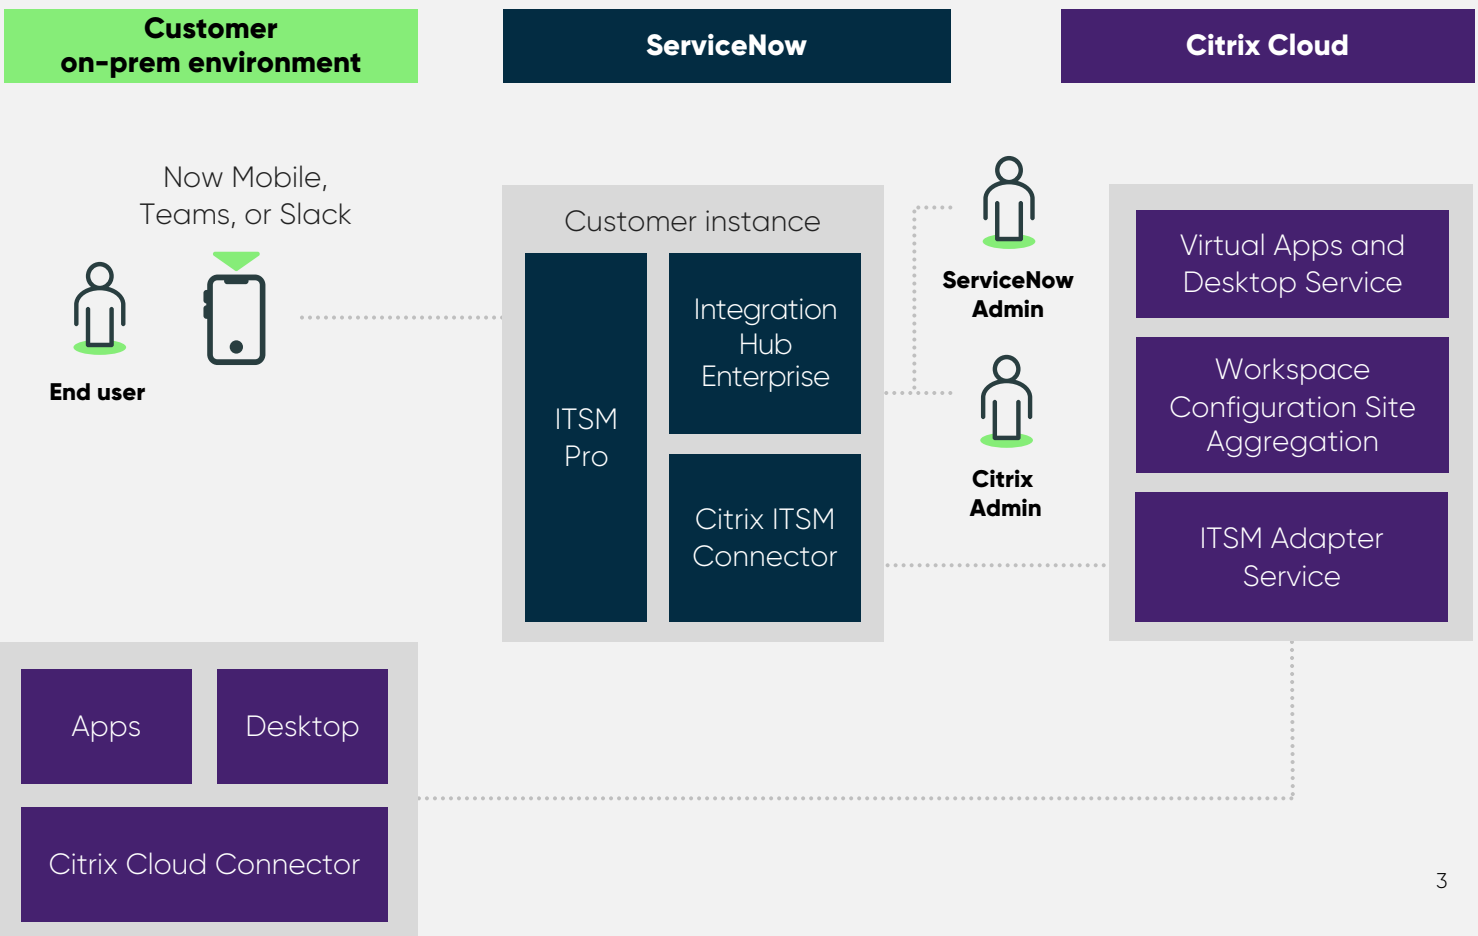 Customer
on-prem environment
ServiceNow
Citrix Cloud
Now Mobile,
Teams, or Slack
End user
Customer instance
ITSM
Pro
Integration
Hub
Enterprise
Citrix ITSM
Connector
ServiceNow
Admin
Citrix
Admin
Virtual Apps and
Desktop Service
Workspace
Configuration Site
Aggregation
ITSM Adapter
Service
Apps
Desktop
Citrix Cloud Connector
3